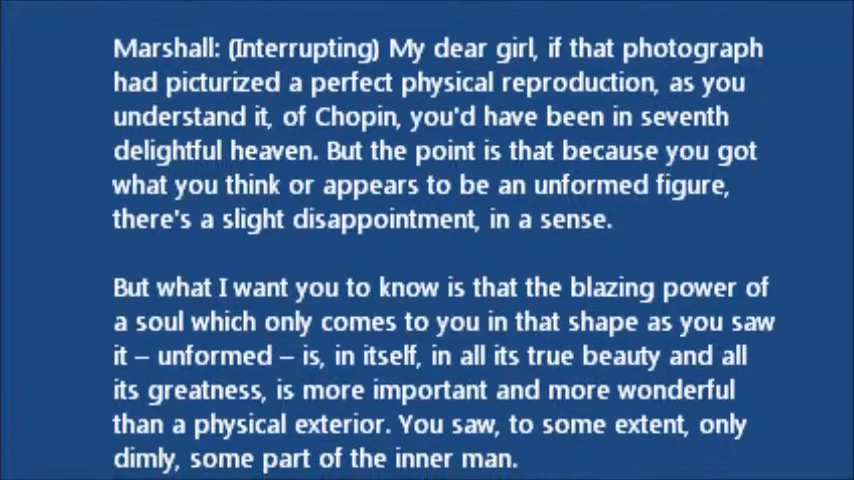 Marshall: (Interrupting) My dear girl, if that photograph
had picturized a perfect physical reproduction, as you
understand it, of Chopin, you'd have been in seventh
delightful heaven. But the point is that because you got
what you think or appears to be an unformed figure,
there's a slight disappointment, in a sense.
But what I want you to know is that the blazing power of
a soul which only comes to you in that shape as you saw
it – unformed – is, in itself, in all its true beauty and all
its greatness, is more important and more wonderful
than a physical exterior. You saw, to some extent, only
dimly, some part of the inner man.